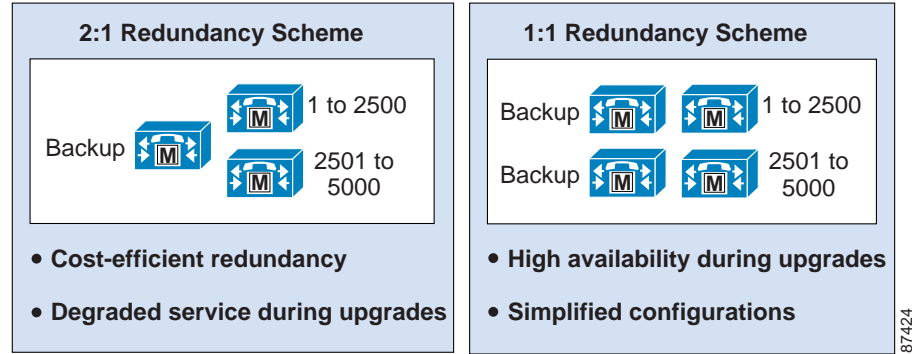 2:1 Redundancy Scheme
Backup
M
M
1 to 2500
M
2501 to
5000
• Cost-efficient redundancy
• Degraded service during upgrades
1:1 Redundancy Scheme
Backup
M
M
1 to 2500
Backup
M
M
2501 to
5000
• High availability during upgrades
• Simplified configurations
87424